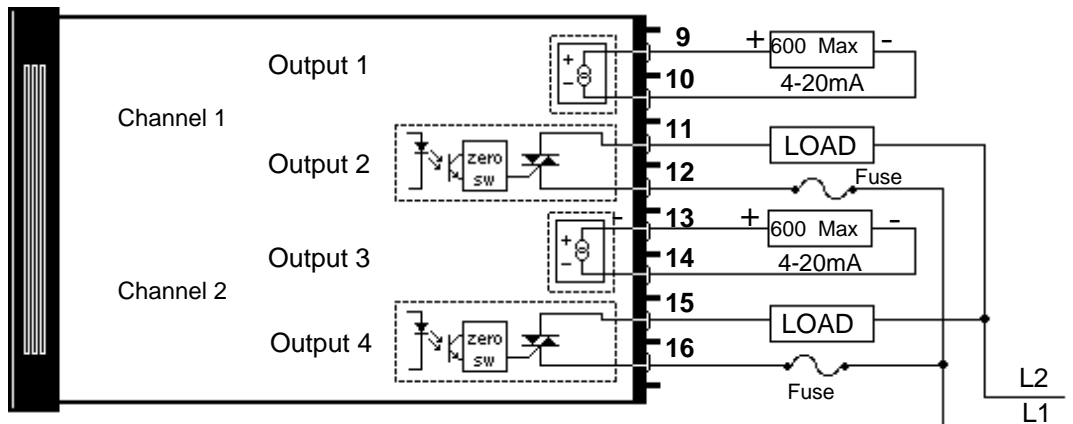 9
Output 1
+ 600 Max -
+
-
10
4-20mA
Channel 1
11
LOAD
Output 2
zero
sw
12
Fuse
13
-
+ 600 Max -
Output 3
+
-
14
4-20mA
Channel 2
15
LOAD
Output 4
zero
sw
16
Fuse
L2
L1